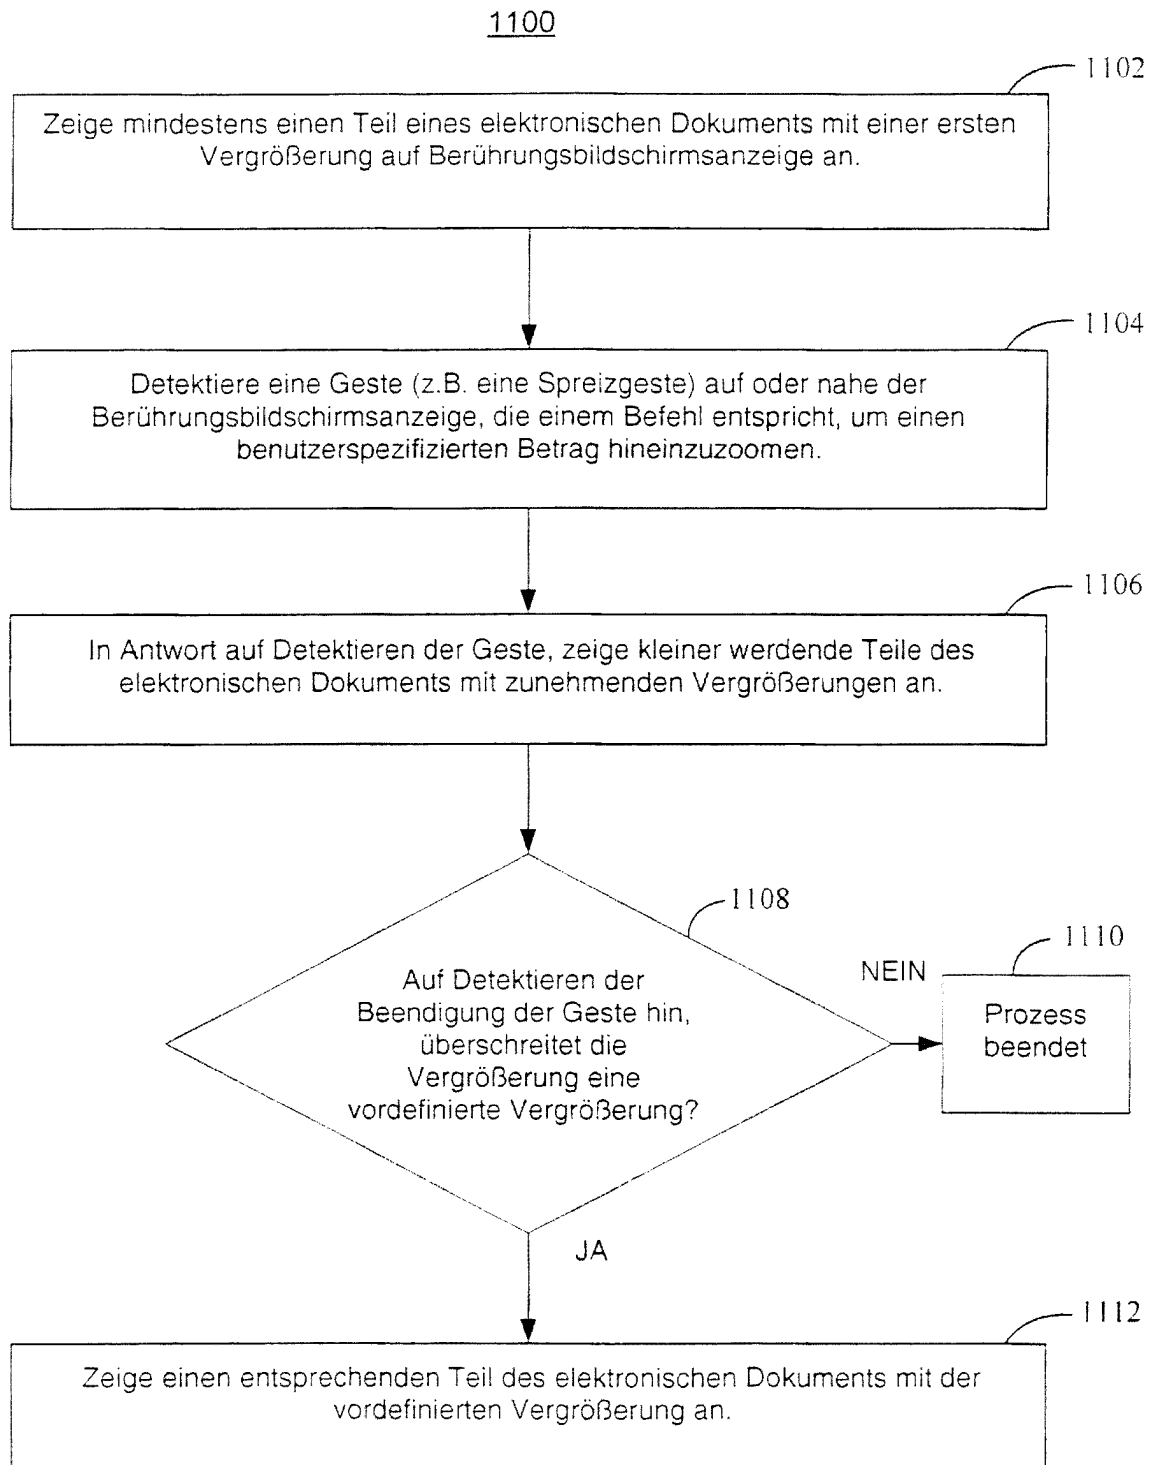 1100
1102
Zeige mindestens einen Teil eines elektronischen Dokuments mit einer ersten
Vergrößerung auf Berührungsbildschirmsanzeige an.
1104
Detektiere eine Geste (z.B. eine Spreizgeste) auf oder nahe der
Berührungsbildschirmsanzeige, die einem Befehl entspricht, um einen
benutzerspezifizierten Betrag hineinzuzoomen.
1106
In Antwort auf Detektieren der Geste, zeige kleiner werdende Teile des
elektronischen Dokuments mit zunehmenden Vergrößerungen an.
1108
Auf Detektieren der
Beendigung der Geste hin,
überschreitet die
Vergrößerung eine
vordefinierte Vergrößerung?
NEIN
1110
Prozess
beendet
JA
1112
Zeige einen entsprechenden Teil des elektronischen Dokuments mit der
vordefinierten Vergrößerung an.